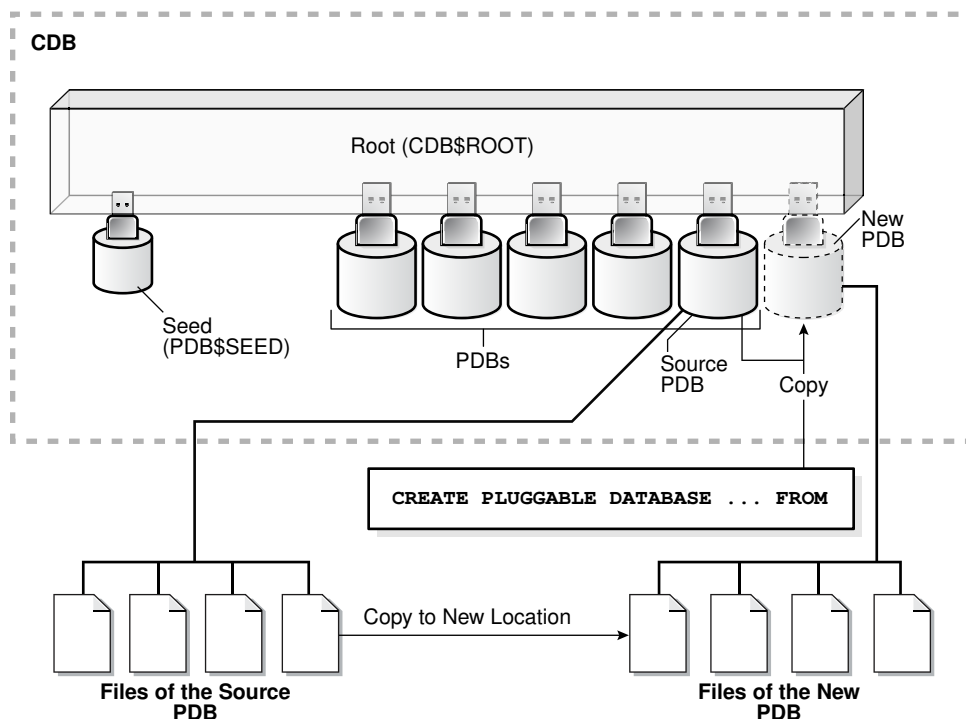 CDB
Root (CDB$ROOT)
New
PDB
Seed
(PDB$SEED)
PDBs
Source
PDB
Copy
CREATE PLUGGABLE DATABASE ... FROM
Copy to New Location
Files of the Source
PDB
Files of the New
PDB